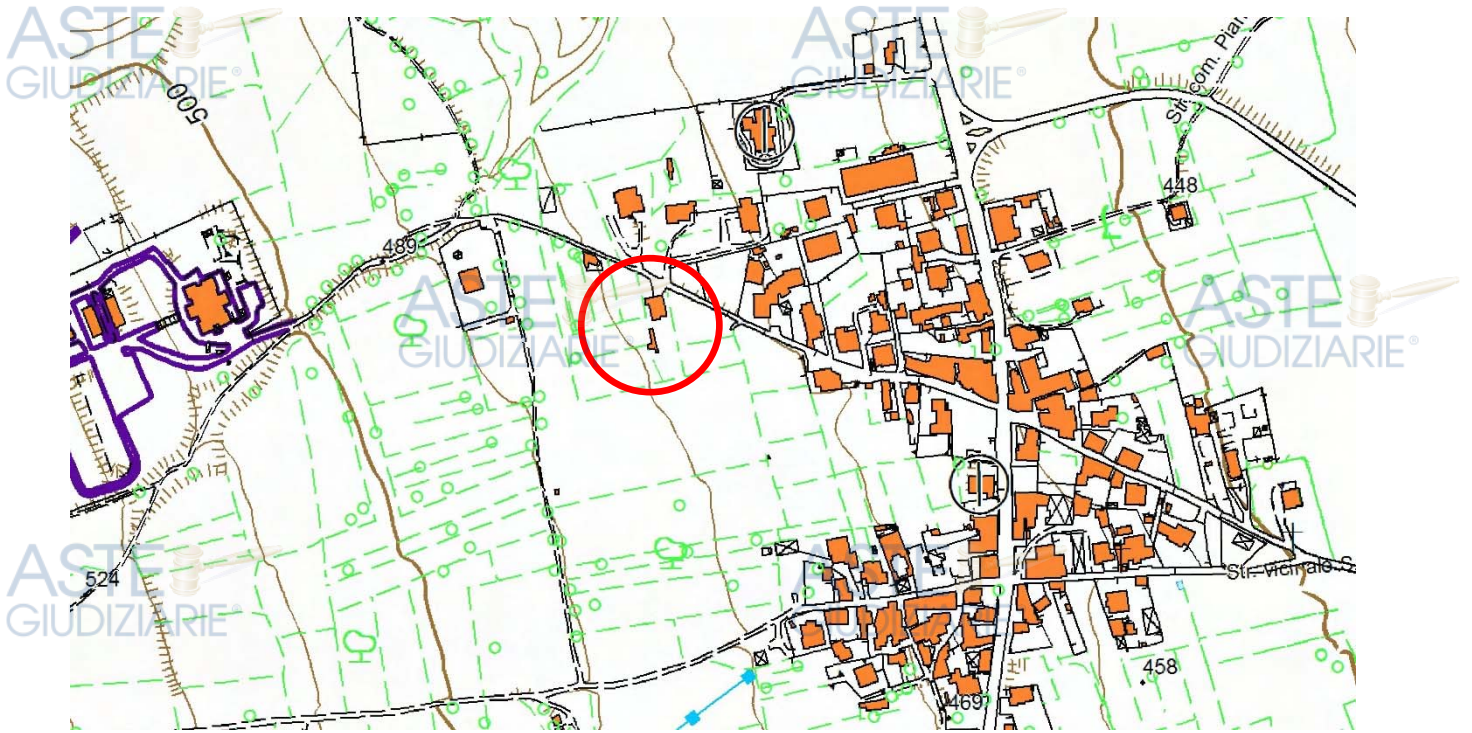 ASTE
GIUDIZIARIE®
ASTE
GIUDIZIARIE®
500
Str. com. Pian
448
489
ASTE
GIUDIZIARIE®
ASTE
GIUDIZIARIE®
ASTE
GIUDIZIARIE®
524
ASTE
GIUDIZIARIE®
Str. vicinale S
458
469